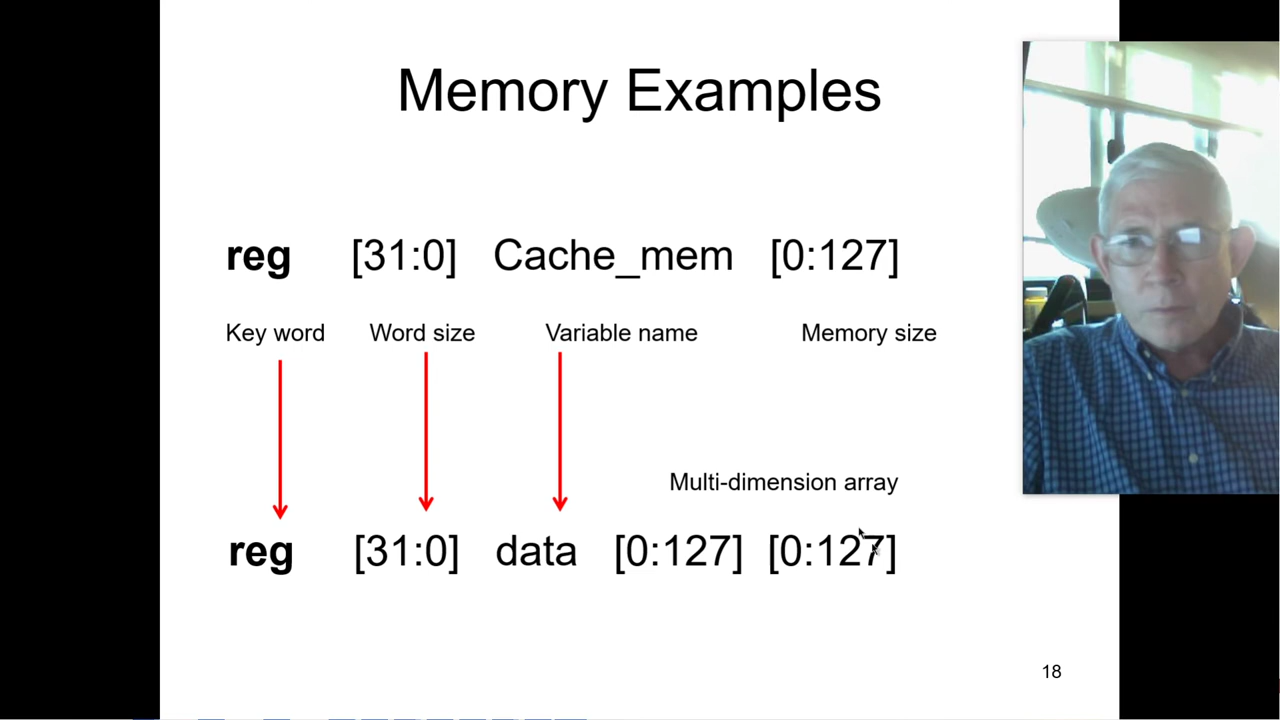 Memory Examples
reg [31:0] Cache_mem [0:127]
Key word Word size Variable name Memory size
Multi-dimension array
reg [31:0] data [0:127] [0:127]
18